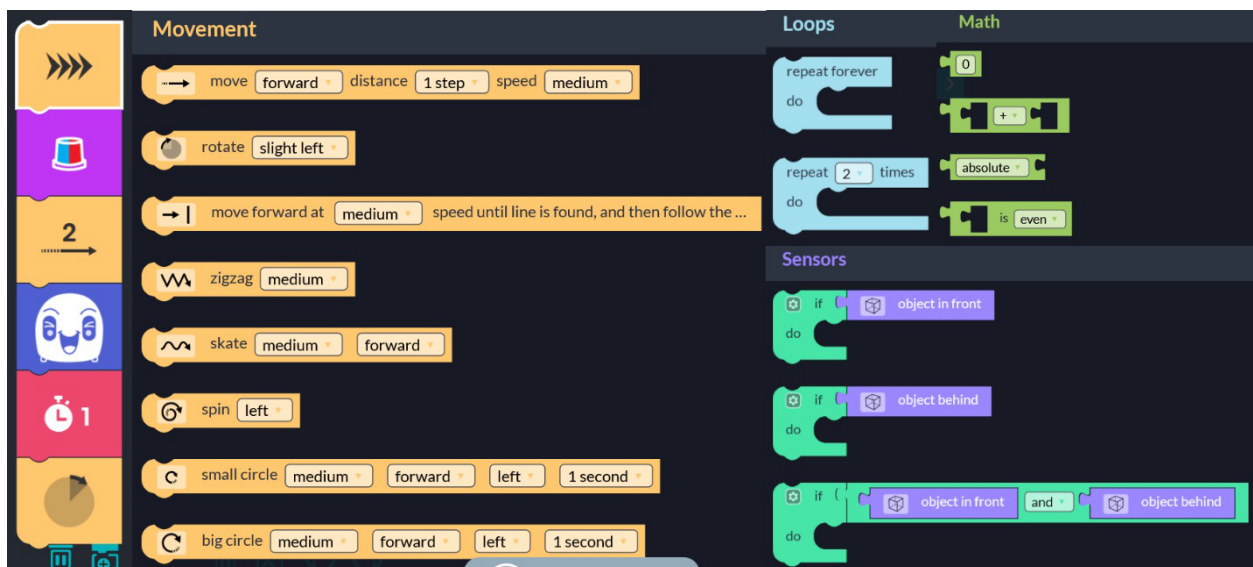 Movement
move forward distance 1 step speed medium
rotate slight left
move forward at medium speed until line is found, and then follow the ...
zigzag medium
skate medium forward
spin left
small circle medium forward left 1 second
big circle medium forward left 1 second
2
1
Loops
repeat forever
do
repeat 2 times
do
Math
0
+
absolute
is even
Sensors
if object in front
do
if object behind
do
if object in front and object behind
do